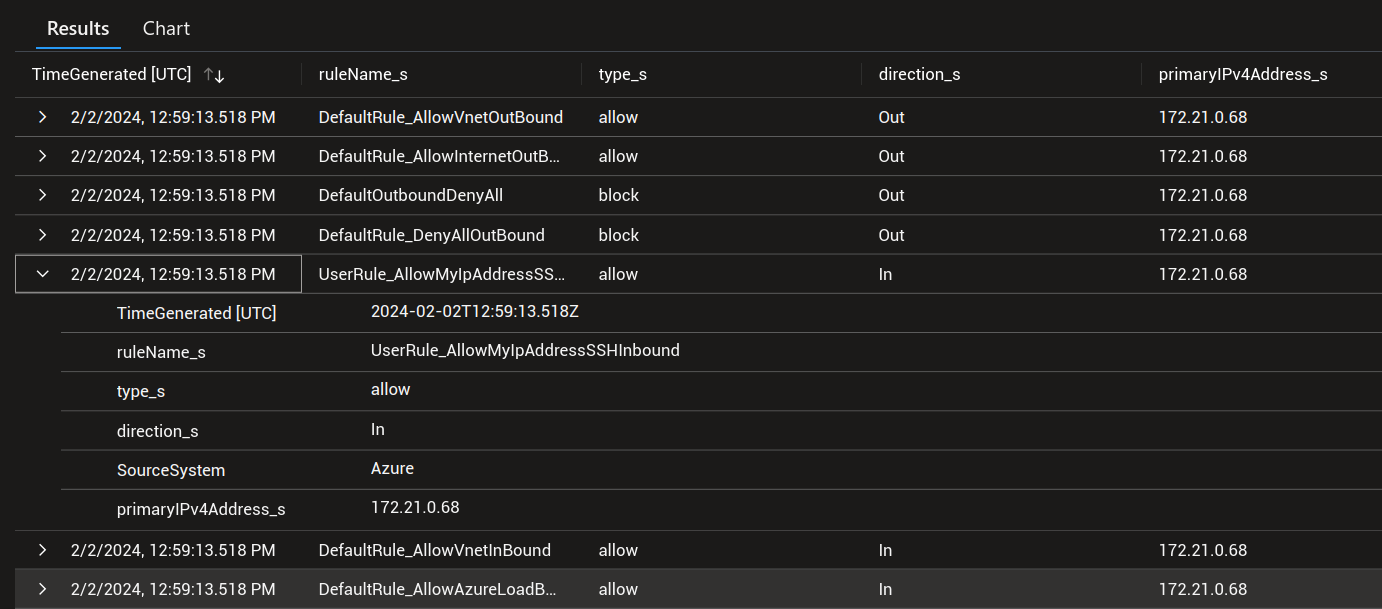 Results Chart
TimeGenerated [UTC] ↑↓ ruleName_s type_s direction_s primaryIPv4Address_s
2/2/2024, 12:59:13.518 PM DefaultRule_AllowVnetOutBound allow Out 172.21.0.68
2/2/2024, 12:59:13.518 PM DefaultRule_AllowInternetOutB... allow Out 172.21.0.68
2/2/2024, 12:59:13.518 PM DefaultOutboundDenyAll block Out 172.21.0.68
2/2/2024, 12:59:13.518 PM DefaultRule_DenyAllOutBound block Out 172.21.0.68
2/2/2024, 12:59:13.518 PM UserRule_AllowMyIpAddressSS... allow In 172.21.0.68
TimeGenerated [UTC] 2024-02-02T12:59:13.518Z
ruleName_s UserRule_AllowMyIpAddressSSHInbound
type_s allow
direction_s In
SourceSystem Azure
primaryIPv4Address_s 172.21.0.68
2/2/2024, 12:59:13.518 PM DefaultRule_AllowVnetInBound allow In 172.21.0.68
2/2/2024, 12:59:13.518 PM DefaultRule_AllowAzureLoadB... allow In 172.21.0.68